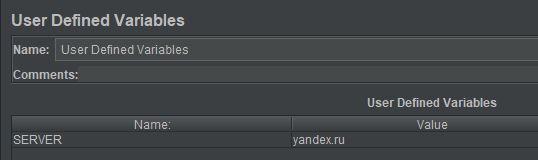 User Defined Variables
Name: User Defined Variables
Comments:
User Defined Variables
Name: Value
SERVER yandex.ru